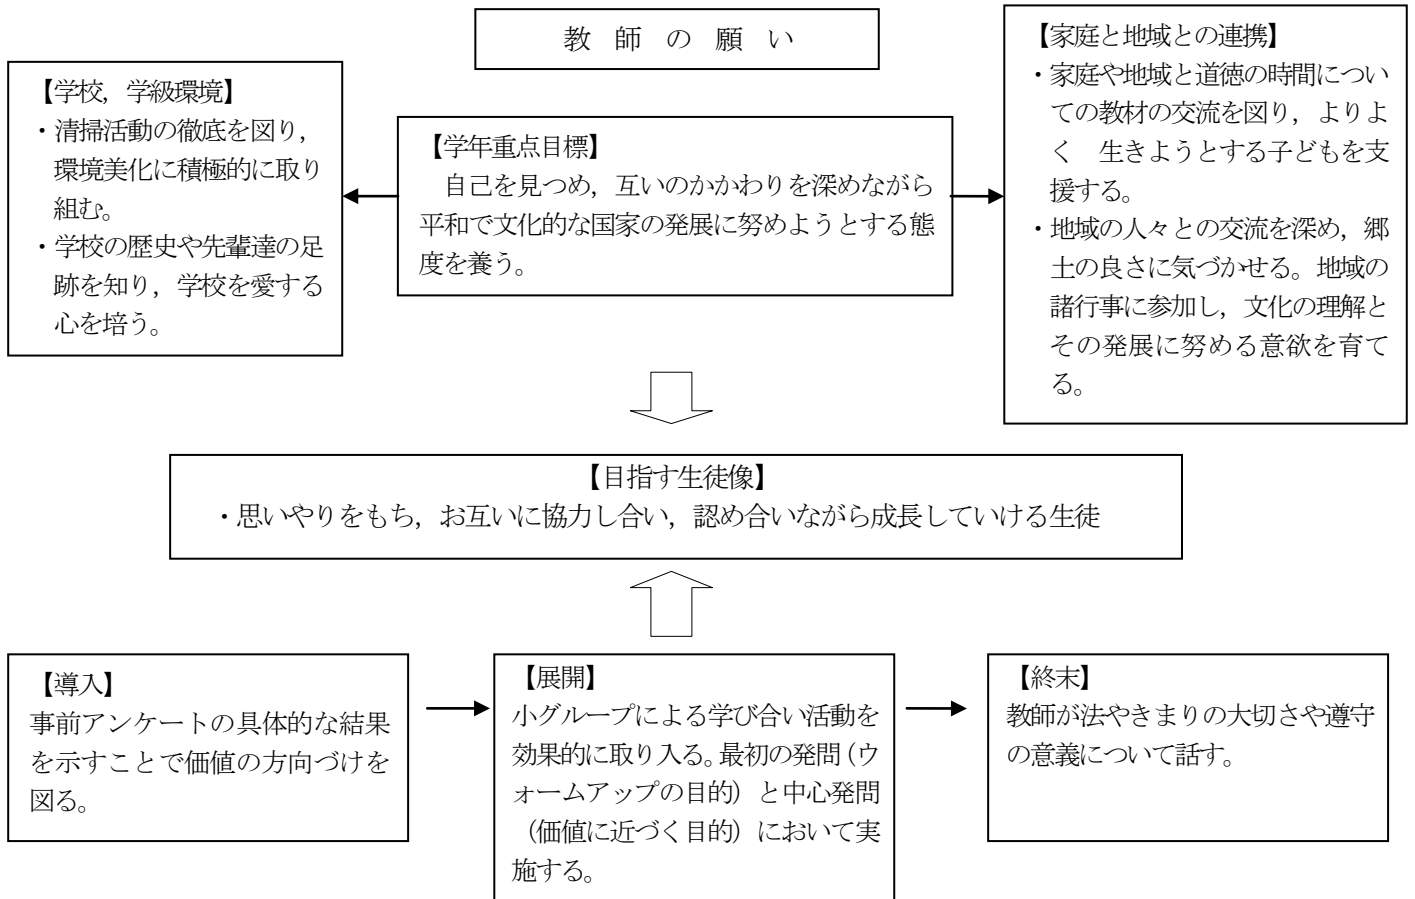 教　師　の　願　い
【学校，学級環境】
・清掃活動の徹底を図り，
環境美化に積極的に取り
組む。
・学校の歴史や先輩達の足
跡を知り，学校を愛する
心を培う。
【学年重点目標】
　自己を見つめ，互いのかかわりを深めながら
平和で文化的な国家の発展に努めようとする態
度を養う。
【家庭と地域との連携】
・家庭や地域と道徳の時間につい
ての教材の交流を図り，よりよ
く　生きようとする子どもを支
援する。
・地域の人々との交流を深め，郷
土の良さに気づかせる。地域の
諸行事に参加し，文化の理解と
その発展に努める意欲を育て
る。
【目指す生徒像】
・思いやりをもち，お互いに協力し合い，認め合いながら成長していける生徒
【導入】
事前アンケートの具体的な結果
を示すことで価値の方向づけを
図る。
【展開】
小グループによる学び合い活動を
効果的に取り入る。最初の発問（ウ
ォームアップの目的）と中心発問
（価値に近づく目的）において実
施する。
【終末】
教師が法やきまりの大切さや遵守
の意義について話す。